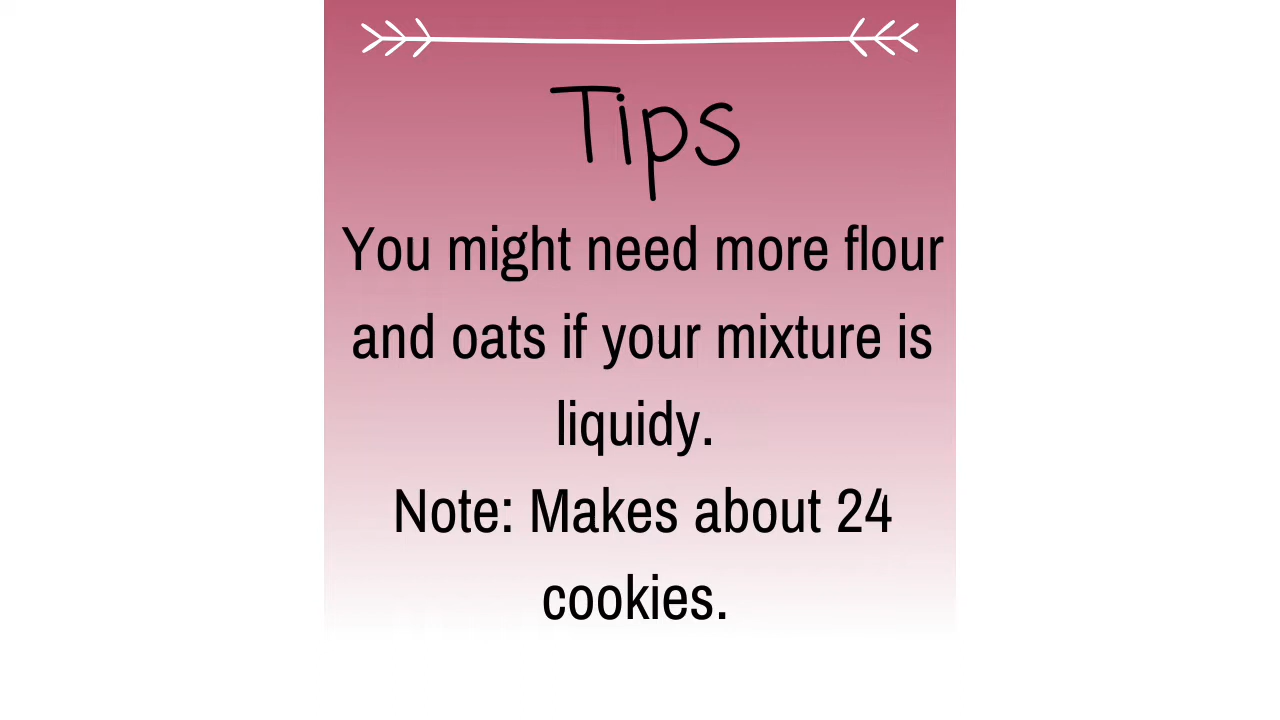 Tips
You might need more flour
and oats if your mixture is
liquidy.
Note: Makes about 24
cookies.